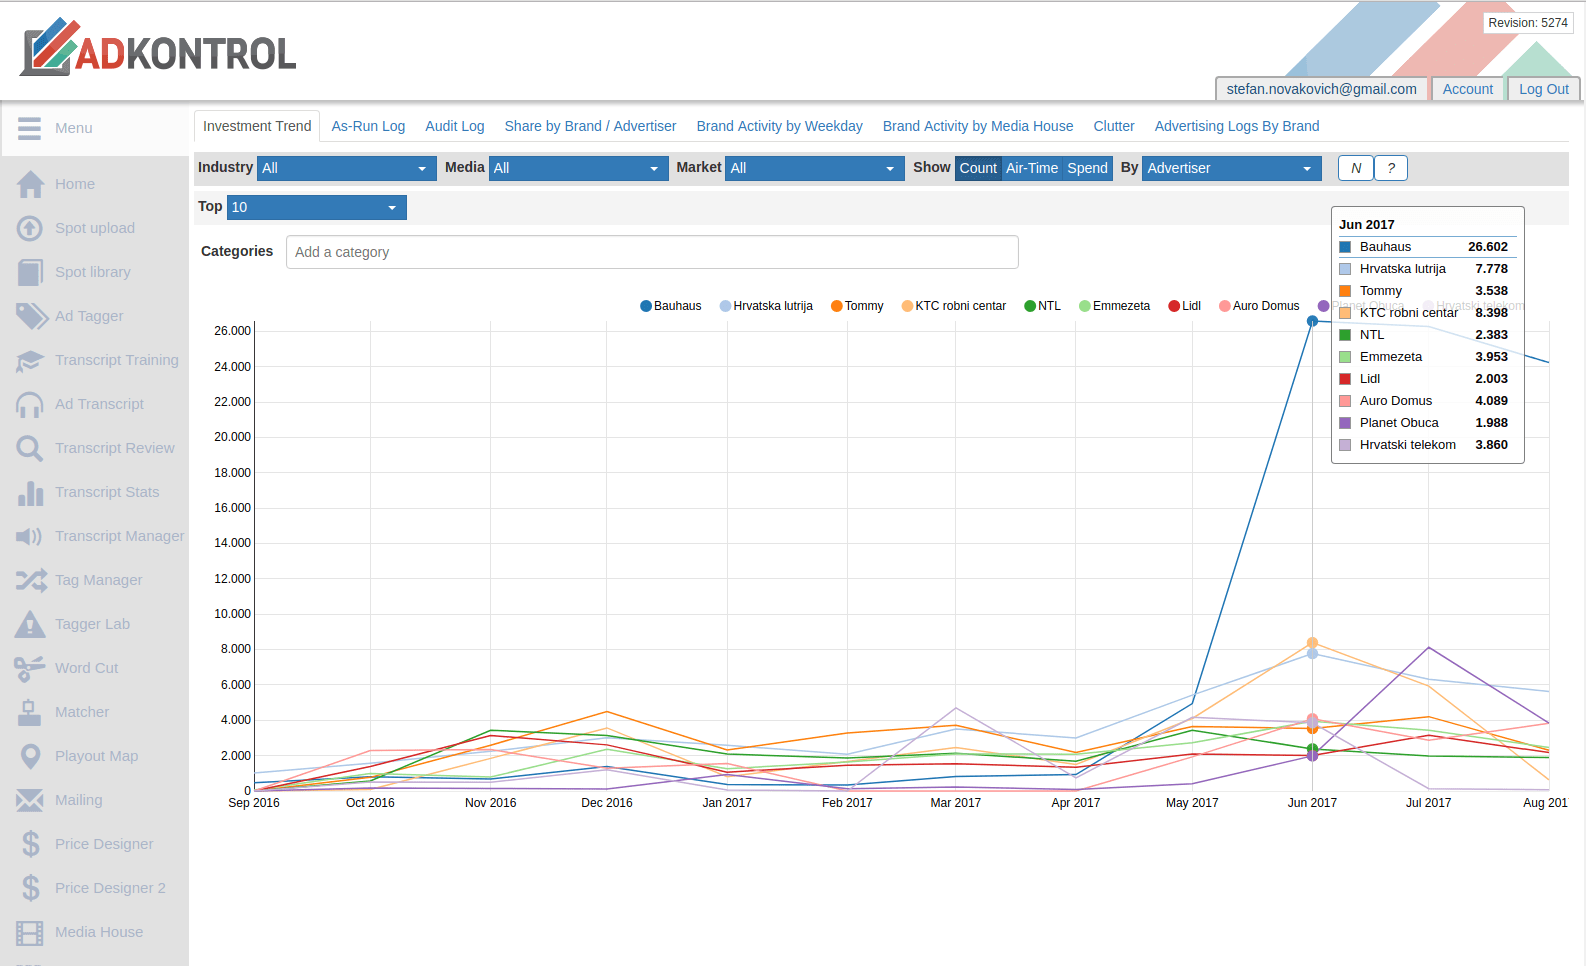 Revision: 5274
ADKONTROL
stefan.novakovich@gmail.com Account Log Out
Menu
Home
Spot upload
Spot library
Ad Tagger
Transcript Training
Ad Transcript
Transcript Review
Transcript Stats
Transcript Manager
Tag Manager
Tagger Lab
Word Cut
Matcher
Playout Map
Mailing
Price Designer
Price Designer 2
Media House
Investment Trend As-Run Log Audit Log Share by Brand / Advertiser Brand Activity by Weekday Brand Activity by Media House Clutter Advertising Logs By Brand
Industry All Media All Market All Show Count Air-Time Spend By Advertiser N ?
Top 10
Categories Add a category
Bauhaus Hrvatska lutrija Tommy KTC robni centar NTL Emmezeta Lidl Auro Domus Planet Obuca Hrvatski telekom
Jun 2017
Bauhaus 26.602
Hrvatska lutrija 7.778
Tommy 3.538
KTC robni centar 8.398
NTL 2.383
Emmezeta 3.953
Lidl 2.003
Auro Domus 4.089
Planet Obuca 1.988
Hrvatski telekom 3.860
26.000
24.000
22.000
20.000
18.000
16.000
14.000
12.000
10.000
8.000
6.000
4.000
2.000
0
Sep 2016 Oct 2016 Nov 2016 Dec 2016 Jan 2017 Feb 2017 Mar 2017 Apr 2017 May 2017 Jun 2017 Jul 2017 Aug 201